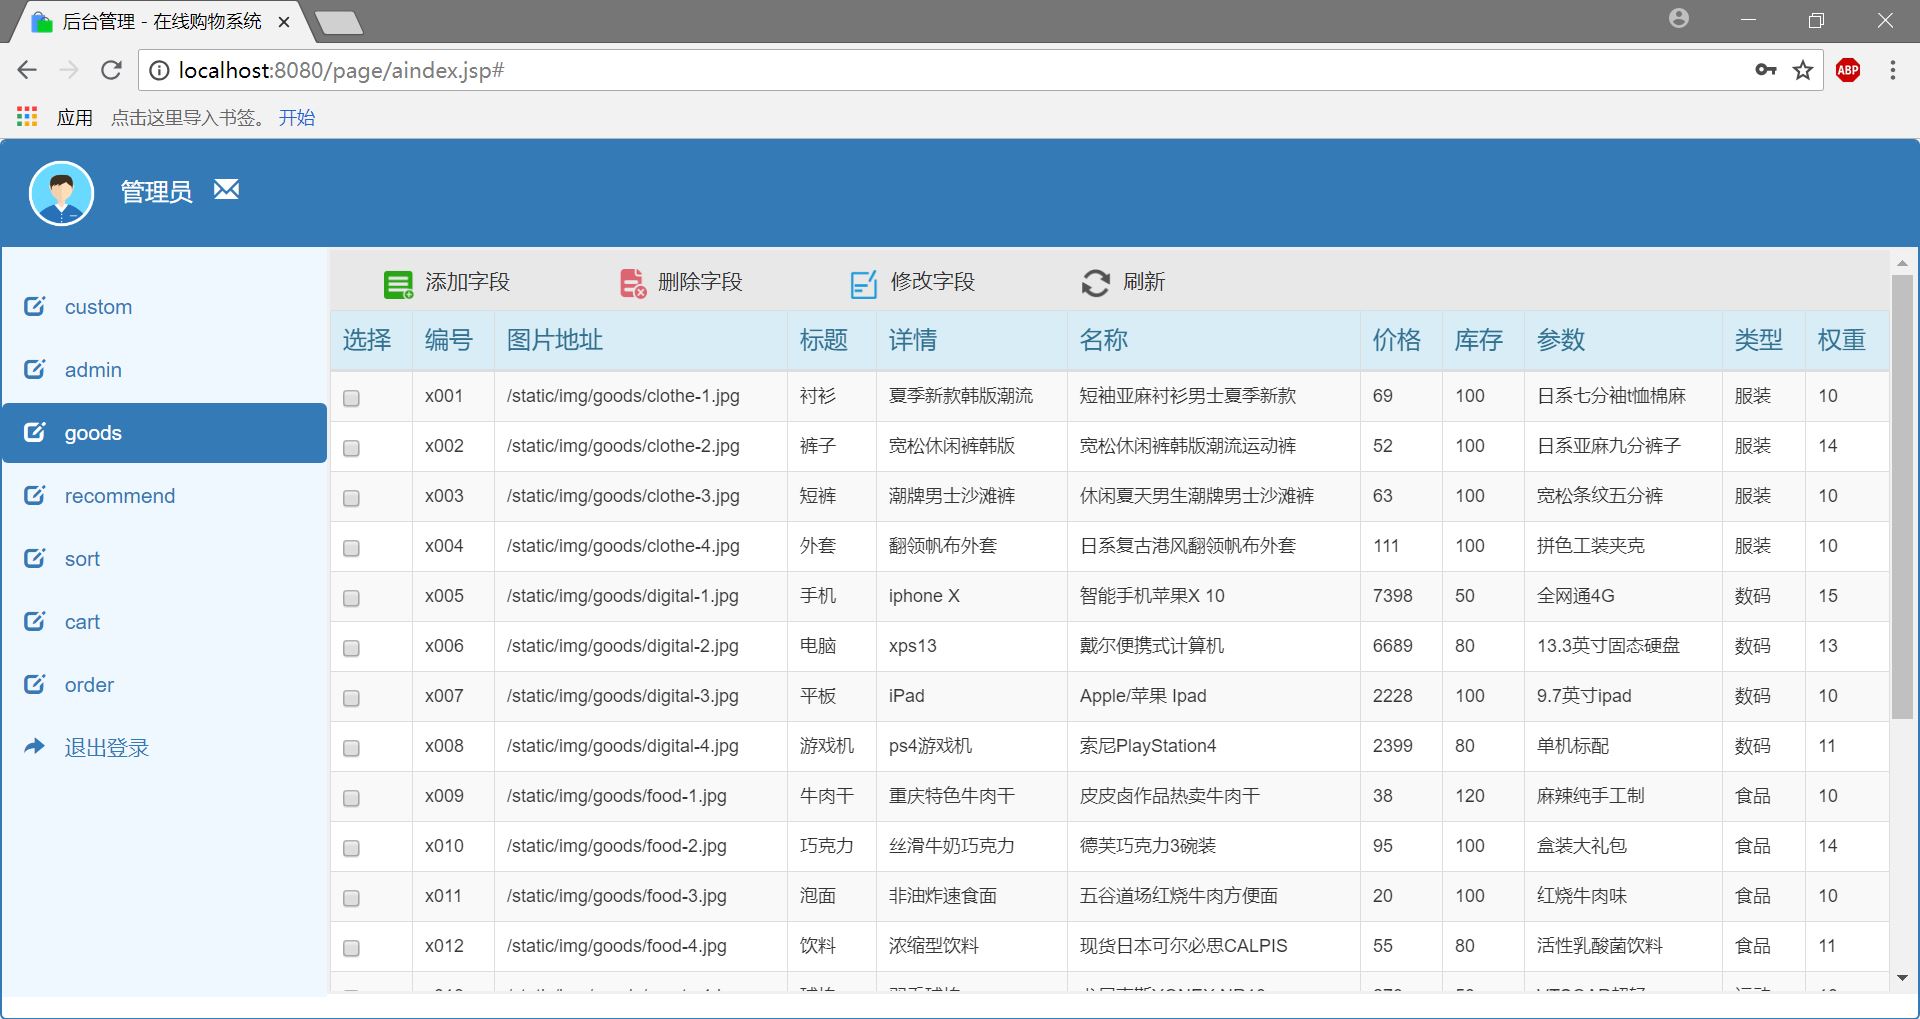 后台管理 - 在线购物系统
localhost:8080/page/aindex.jsp#
ABP
应用 点击这里导入书签。 开始
管理员
添加字段 删除字段 修改字段 刷新
custom
admin
goods
recommend
sort
cart
order
退出登录
选择 编号 图片地址 标题 详情 名称 价格 库存 参数 类型 权重
x001 /static/img/goods/clothe-1.jpg 衬衫 夏季新款韩版潮流 短袖亚麻衬衫男士夏季新款 69 100 日系七分袖t恤棉麻 服装 10
x002 /static/img/goods/clothe-2.jpg 裤子 宽松休闲裤韩版 宽松休闲裤韩版潮流运动裤 52 100 日系亚麻九分裤子 服装 14
x003 /static/img/goods/clothe-3.jpg 短裤 潮牌男士沙滩裤 休闲夏天男生潮牌男士沙滩裤 63 100 宽松条纹五分裤 服装 10
x004 /static/img/goods/clothe-4.jpg 外套 翻领帆布外套 日系复古港风翻领帆布外套 111 100 拼色工装夹克 服装 10
x005 /static/img/goods/digital-1.jpg 手机 iphone X 智能手机苹果X 10 7398 50 全网通4G 数码 15
x006 /static/img/goods/digital-2.jpg 电脑 xps13 戴尔便携式计算机 6689 80 13.3英寸固态硬盘 数码 13
x007 /static/img/goods/digital-3.jpg 平板 iPad Apple/苹果 Ipad 2228 100 9.7英寸ipad 数码 10
x008 /static/img/goods/digital-4.jpg 游戏机 ps4游戏机 索尼PlayStation4 2399 80 单机标配 数码 11
x009 /static/img/goods/food-1.jpg 牛肉干 重庆特色牛肉干 皮皮卤作品热卖牛肉干 38 120 麻辣纯手工制 食品 10
x010 /static/img/goods/food-2.jpg 巧克力 丝滑牛奶巧克力 德芙巧克力3碗装 95 100 盒装大礼包 食品 14
x011 /static/img/goods/food-3.jpg 泡面 非油炸速食面 五谷道场红烧牛肉方便面 20 100 红烧牛肉味 食品 10
x012 /static/img/goods/food-4.jpg 饮料 浓缩型饮料 现货日本可尔必思CALPIS 55 80 活性乳酸菌饮料 食品 11